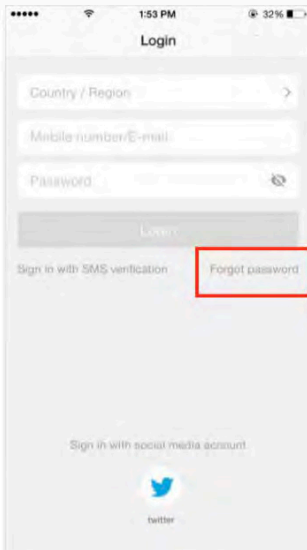 1:53 PM 32%
Login
Country / Region
Mobile number/E-mail
Password
Login
Sign in with SMS verification Forgot password
Sign in with social media account
twitter